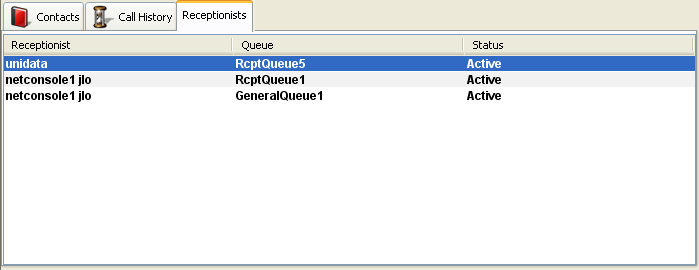 Contacts Call History Receptionists
Receptionist Queue Status
unidata RcptQueue5 Active
netconsole1 jlo RcptQueue1 Active
netconsole1 jlo GeneralQueue1 Active